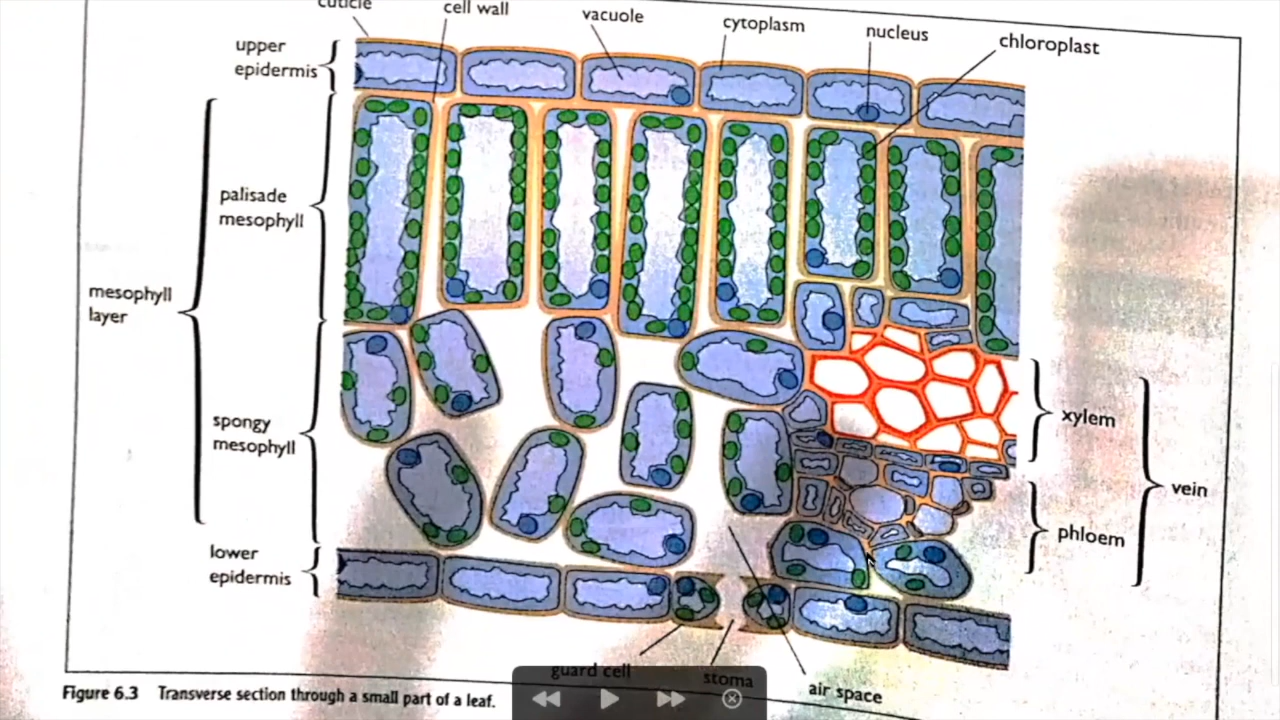 cuticle
cell wall
vacuole
cytoplasm
nucleus
chloroplast
upper
epidermis
palisade
mesophyll
mesophyll
layer
spongy
mesophyll
xylem
vein
phloem
lower
epidermis
guard cell
stoma
air space
Figure 6.3 Transverse section through a small part of a leaf.